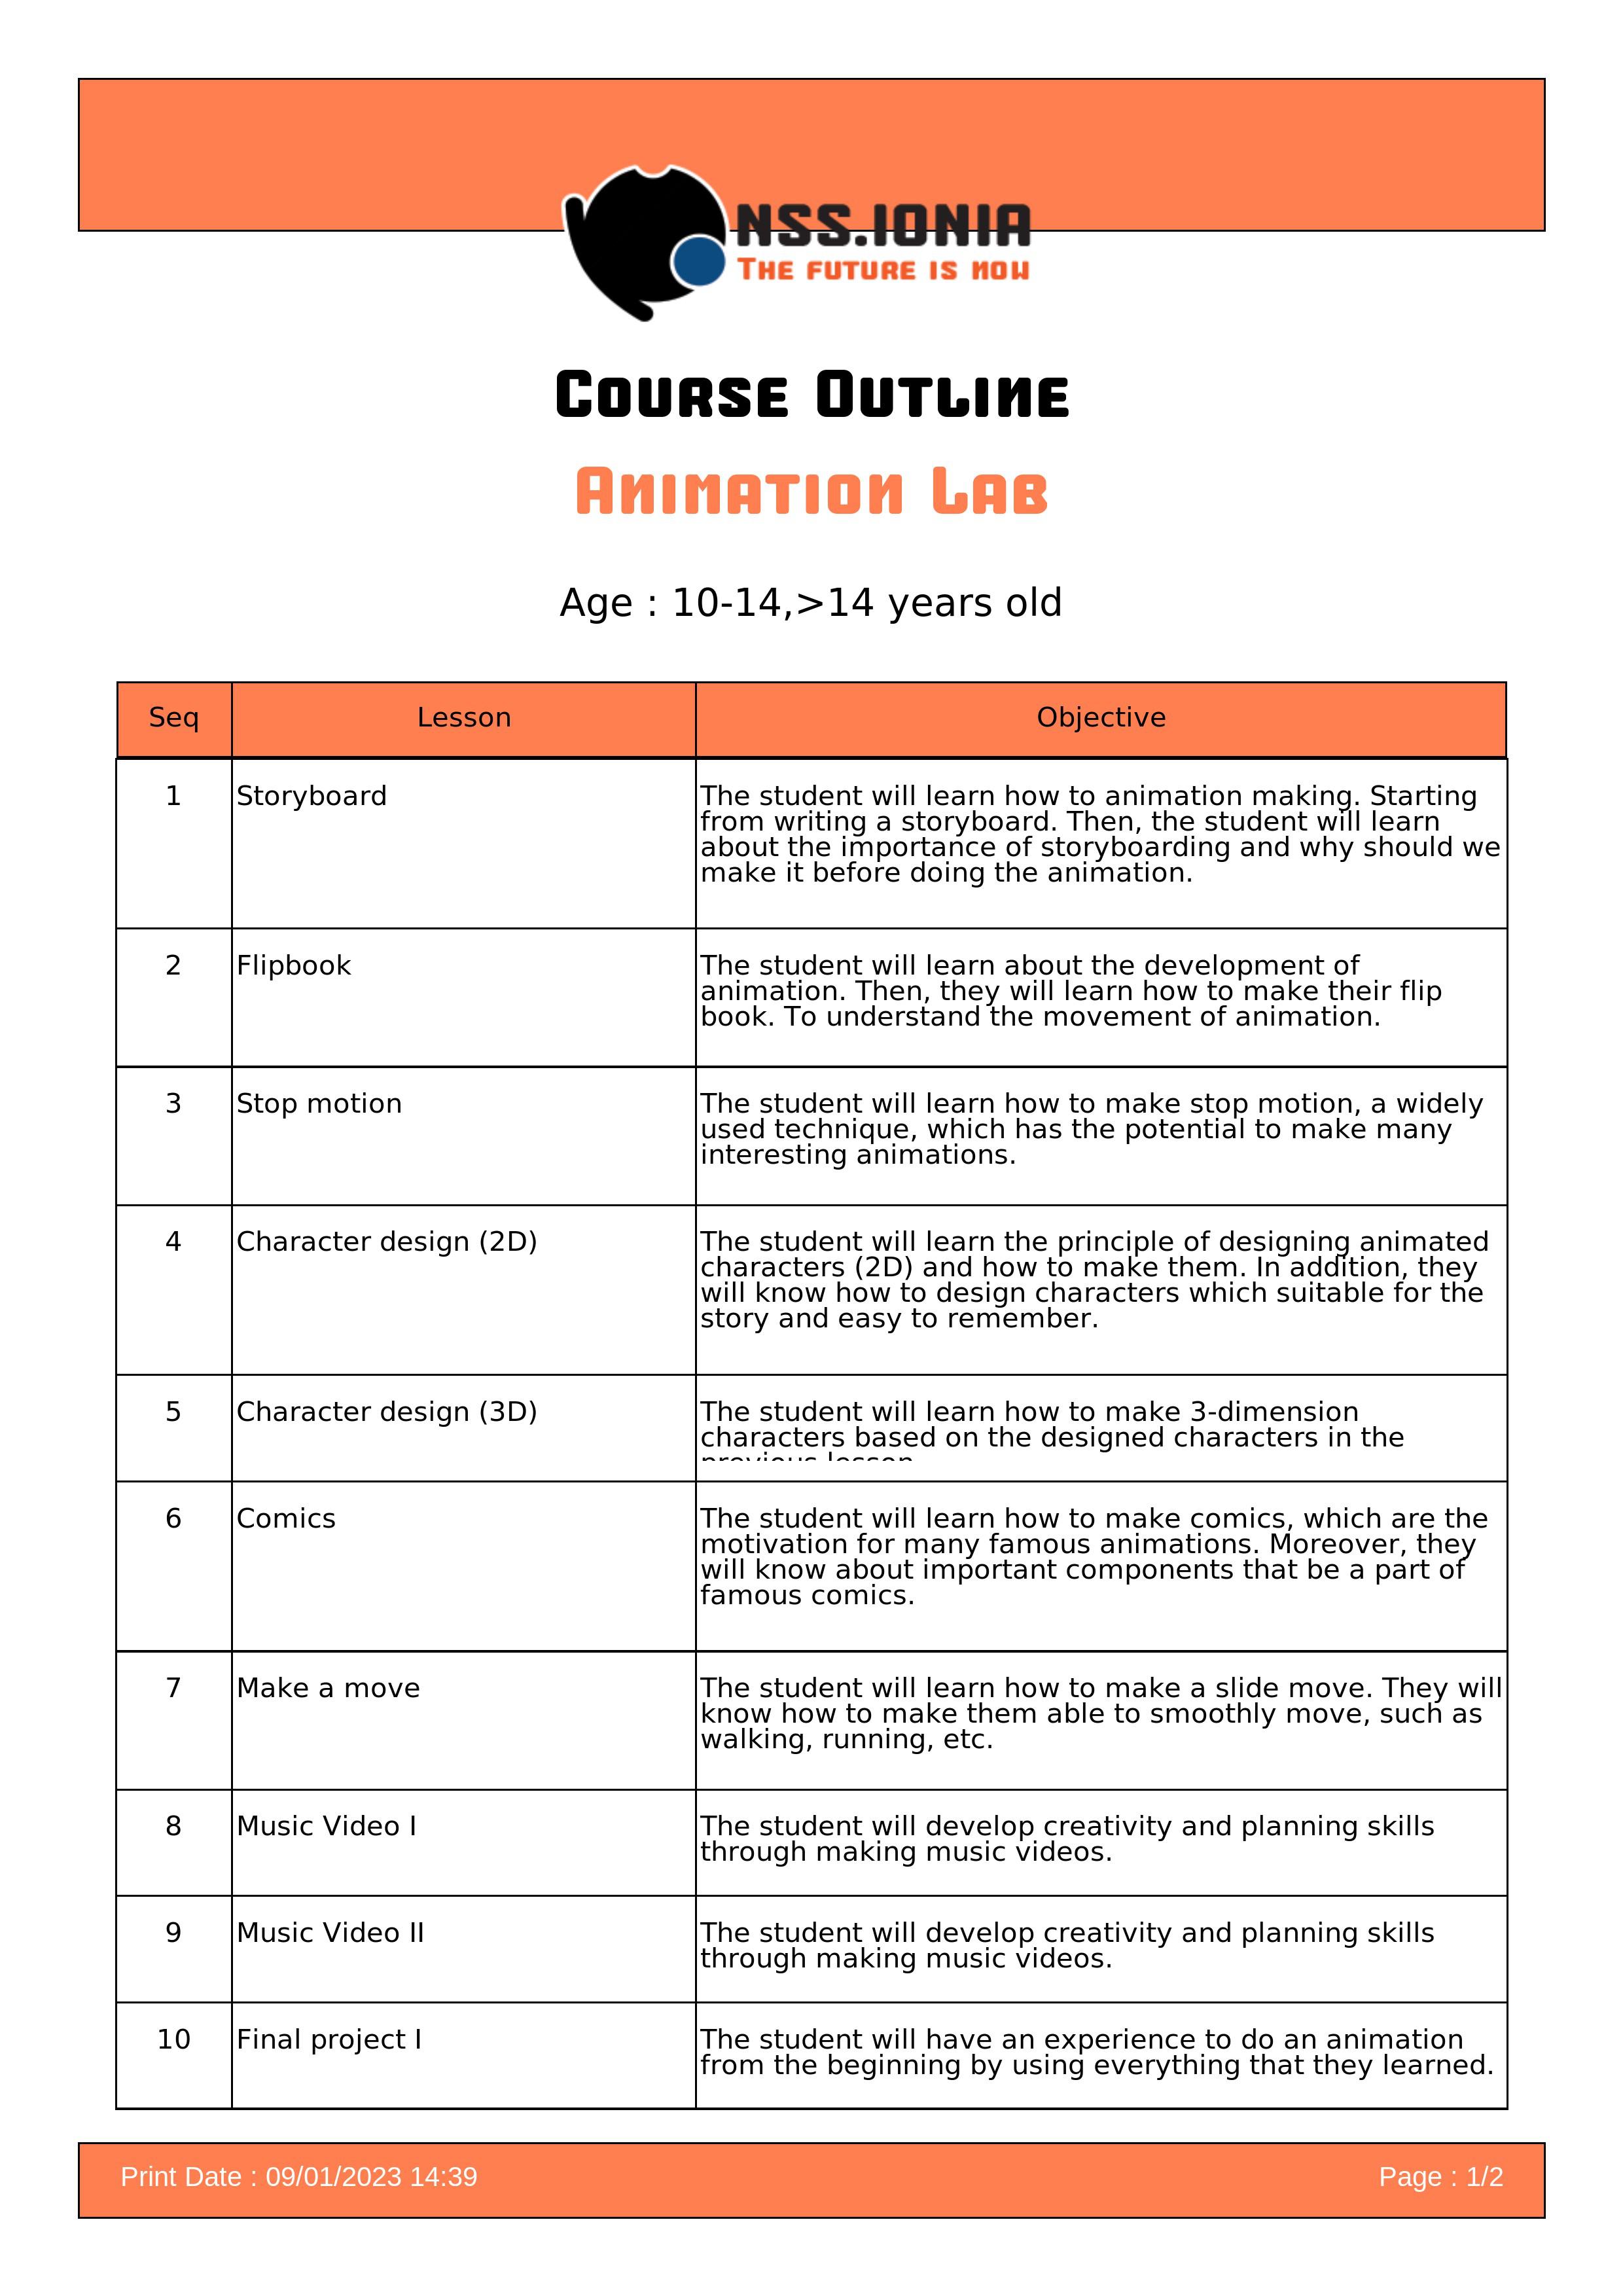 NSS.IONIA
THE FUTURE IS NOW
COURSE OUTLINE
ANIMATION LAB
Age : 10-14,>14 years old
Seq Lesson Objective
1 Storyboard The student will learn how to animation making. Starting
from writing a storyboard. Then, the student will learn
about the importance of storyboarding and why should we
make it before doing the animation.
2 Flipbook The student will learn about the development of
animation. Then, they will learn how to make their flip
book. To understand the movement of animation.
3 Stop motion The student will learn how to make stop motion, a widely
used technique, which has the potential to make many
interesting animations.
4 Character design (2D) The student will learn the principle of designing animated
characters (2D) and how to make them. In addition, they
will know how to design characters which suitable for the
story and easy to remember.
5 Character design (3D) The student will learn how to make 3-dimension
characters based on the designed characters in the
previous lesson
6 Comics The student will learn how to make comics, which are the
motivation for many famous animations. Moreover, they
will know about important components that be a part of
famous comics.
7 Make a move The student will learn how to make a slide move. They will
know how to make them able to smoothly move, such as
walking, running, etc.
8 Music Video I The student will develop creativity and planning skills
through making music videos.
9 Music Video II The student will develop creativity and planning skills
through making music videos.
10 Final project I The student will have an experience to do an animation
from the beginning by using everything that they learned.
Print Date : 09/01/2023 14:39 Page : 1/2